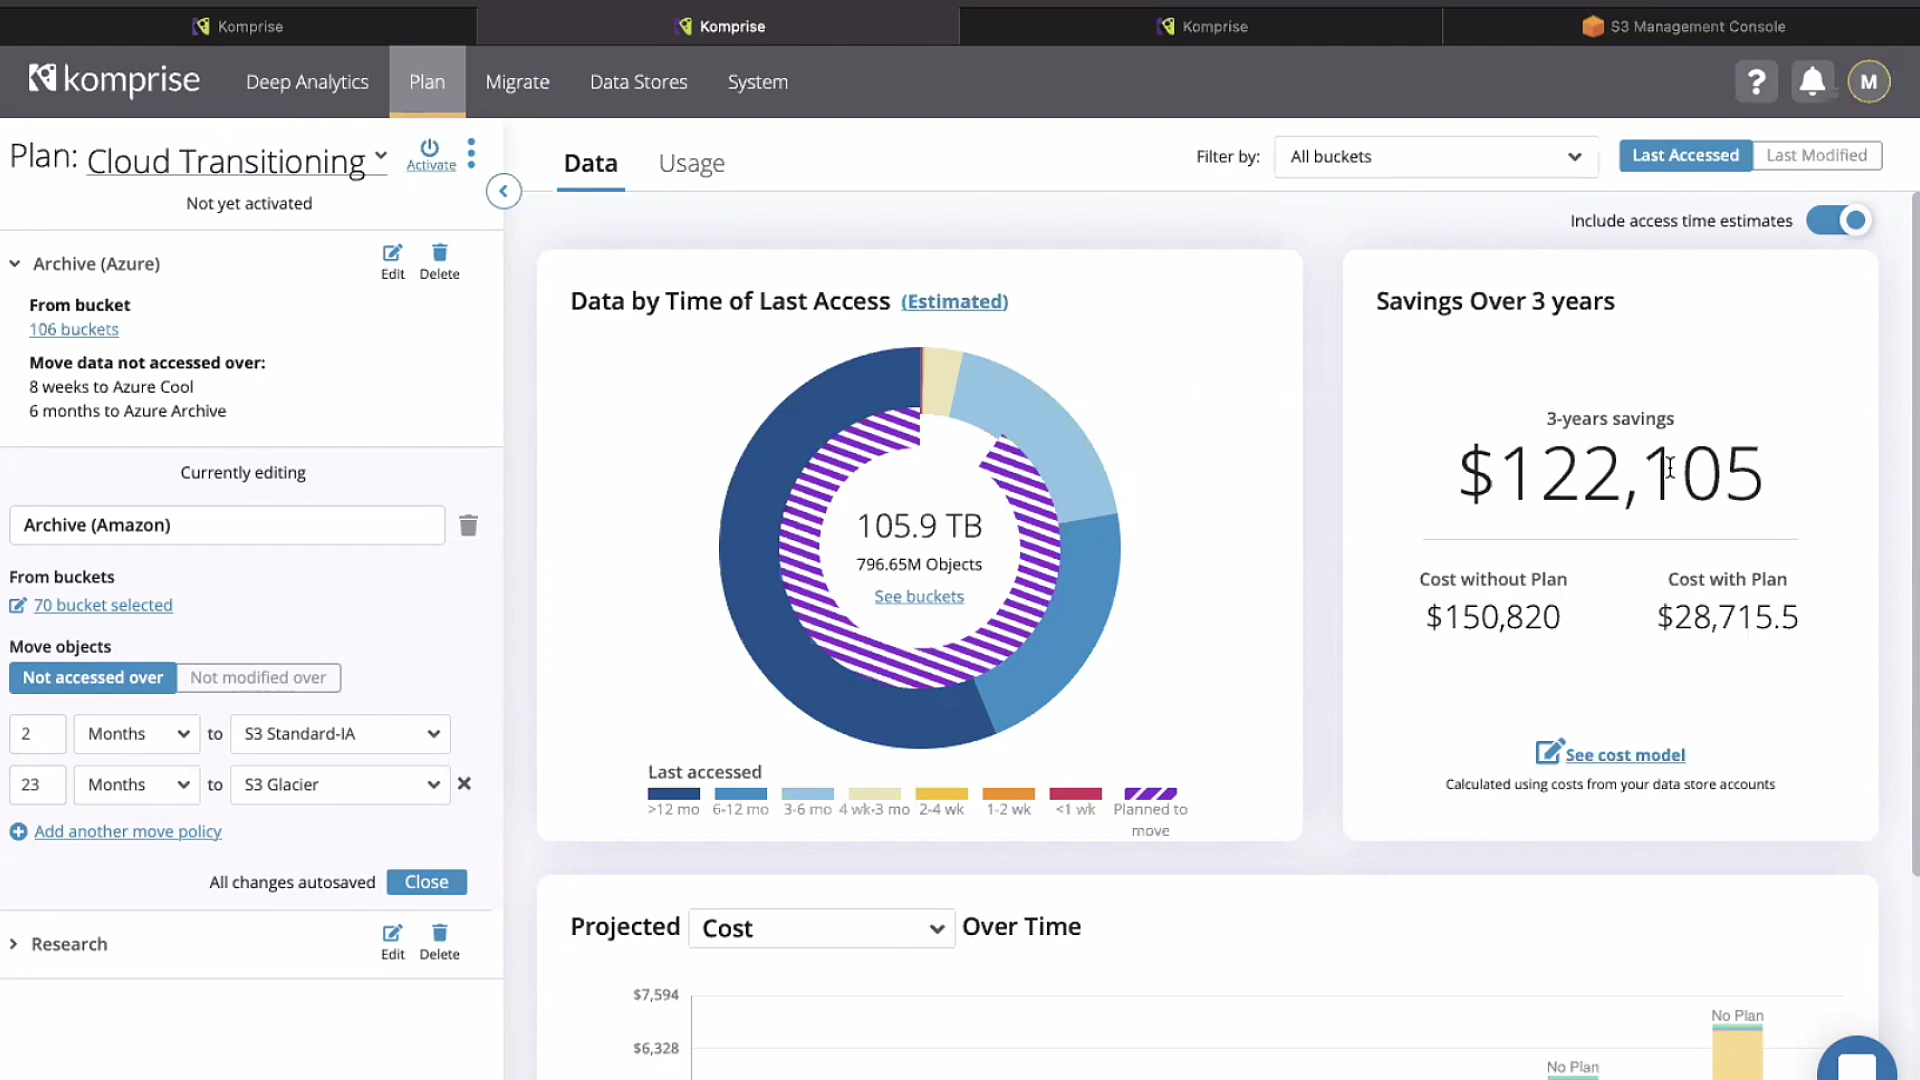 Komprise
Komprise
Komprise
S3 Management Console
komprise
Deep Analytics
Plan
Migrate
Data Stores
System
?
M
Plan: Cloud Transitioning
Activate
Not yet activated
Archive (Azure)
Edit
Delete
From bucket
106 buckets
Move data not accessed over:
8 weeks to Azure Cool
6 months to Azure Archive
Currently editing
Archive (Amazon)
From buckets
70 bucket selected
Move objects
Not accessed over
Not modified over
2 Months to S3 Standard-IA
23 Months to S3 Glacier
Add another move policy
All changes autosaved
Close
Research
Edit
Delete
Data
Usage
Filter by: All buckets
Last Accessed
Last Modified
Include access time estimates
Data by Time of Last Access (Estimated)
105.9 TB
796.65M Objects
See buckets
Last accessed
>12 mo
6-12 mo
3-6 mo
4 wk-3 mo
2-4 wk
1-2 wk
<1 wk
Planned to
move
Savings Over 3 years
3-years savings
$122,105
Cost without Plan
$150,820
Cost with Plan
$28,715.5
See cost model
Calculated using costs from your data store accounts
Projected Cost Over Time
$7,594
$6,328
No Plan
No Plan